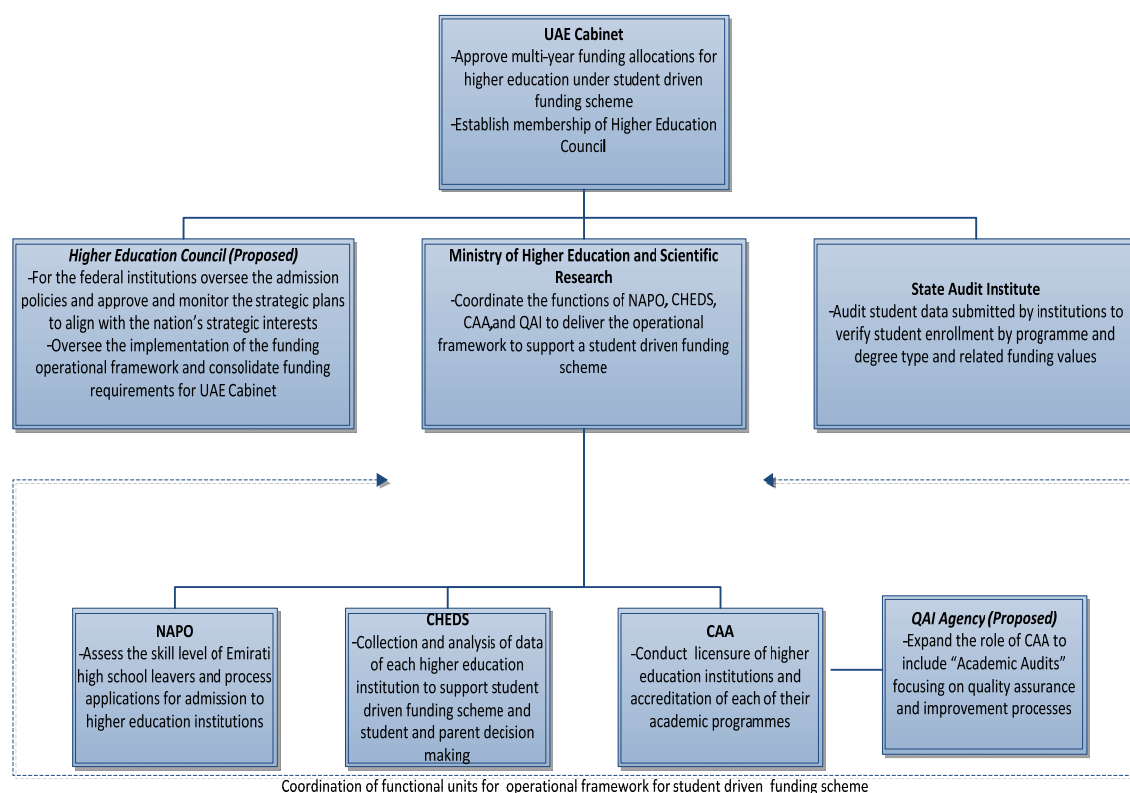 UAE Cabinet
-Approve multi-year funding allocations for
higher education under student driven
funding scheme
-Establish membership of Higher Education
Council
Higher Education Council (Proposed)
-For the federal institutions oversee the admission
policies and approve and monitor the strategic plans
to align with the nation's strategic interests
-Oversee the implementation of the funding
operational framework and consolidate funding
requirements for UAE Cabinet
Ministry of Higher Education and Scientific
Research
-Coordinate the functions of NAPO, CHEDS,
CAA,and QAI to deliver the operational
framework to support a student driven funding
scheme
State Audit Institute
-Audit student data submitted by institutions to
verify student enrollment by programme and
degree type and related funding values
NAPO
-Assess the skill level of Emirati
high school leavers and process
applications for admission to
higher education institutions
CHEDS
-Collection and analysis of data
of each higher education
institution to support student
driven funding scheme and
student and parent decision
making
CAA
-Conduct licensure of higher
education institutions and
accreditation of each of their
academic programmes
QAI Agency (Proposed)
-Expand the role of CAA to
include "Academic Audits"
focusing on quality assurance
and improvement processes
Coordination of functional units for operational framework for student driven funding scheme